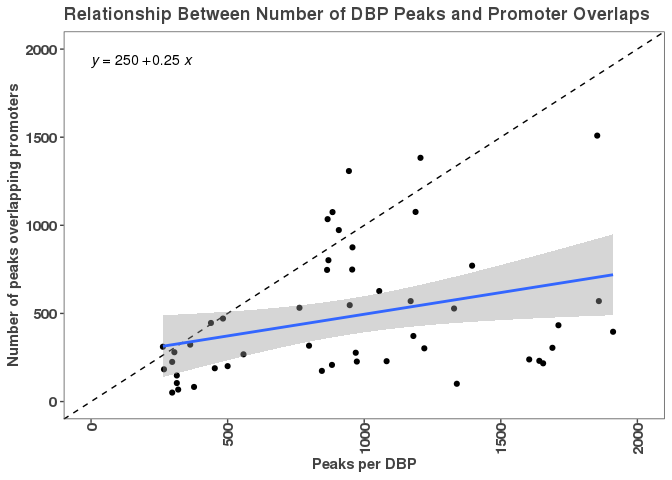 Relationship Between Number of DBP Peaks and Promoter Overlaps
y = 250 +0.25 x
Number of peaks overlapping promoters
2000
1500
1000
500
0
0
500
1000
1500
2000
Peaks per DBP